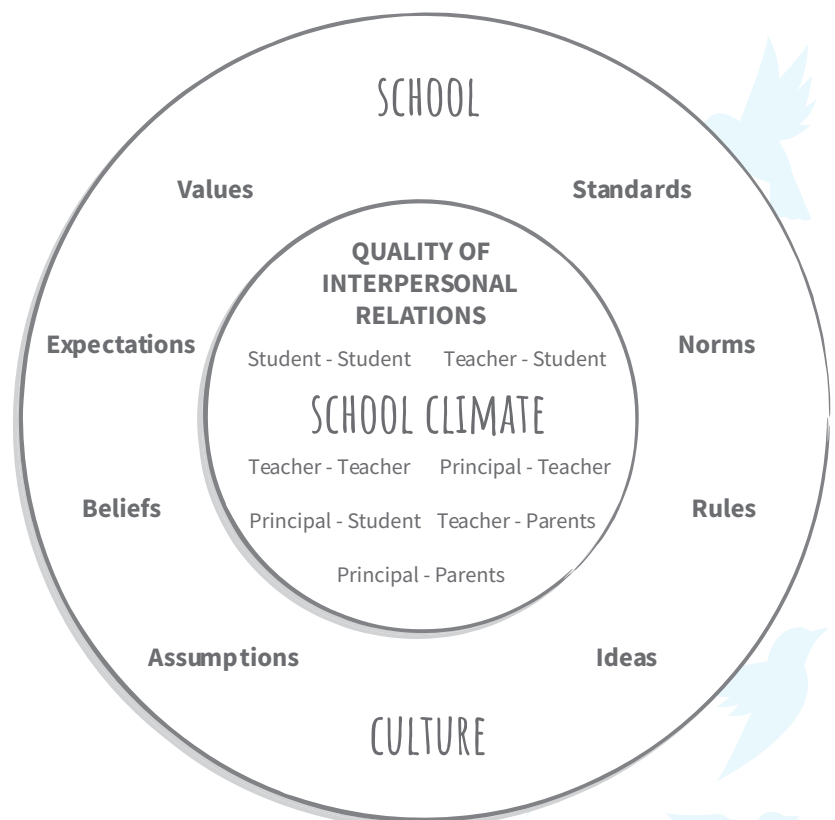 SCHOOL
Values Standards
QUALITY OF
INTERPERSONAL
RELATIONS
Expectations Norms
Student - Student Teacher - Student
SCHOOL CLIMATE
Teacher - Teacher Principal - Teacher
Beliefs Rules
Principal - Student Teacher - Parents
Principal - Parents
Assumptions Ideas
CULTURE